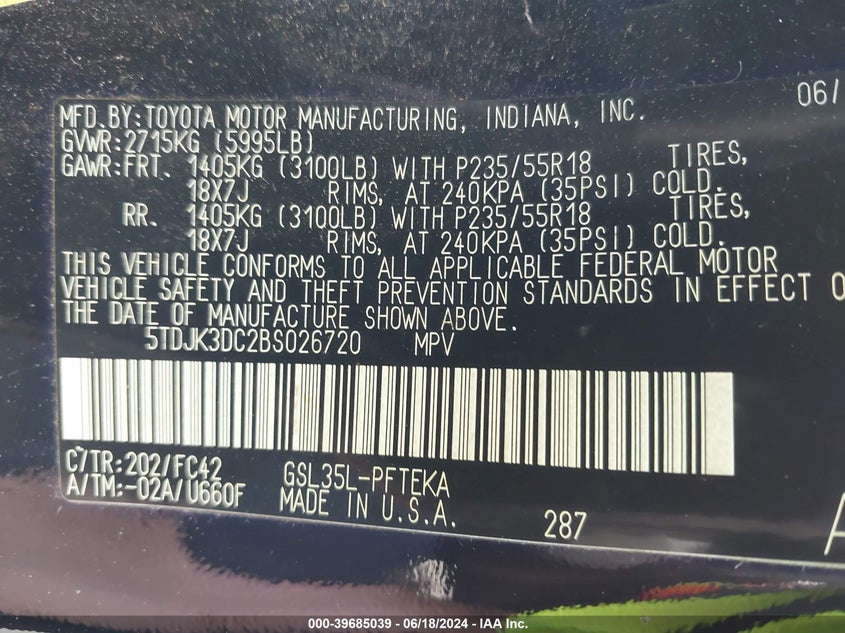 MFD. BY: TOYOTA MOTOR MANUFACTURING, INDIANA, INC. 06/
GVWR: 2715KG (5995LB)
GAWR: FRT. 1405KG (3100LB) WITH P235/55R18 TIRES,
18X7J RIMS, AT 240KPA (35PSI) COLD.
RR. 1405KG (3100LB) WITH P235/55R18 TIRES,
18X7J RIMS, AT 240KPA (35PSI) COLD.
THIS VEHICLE CONFORMS TO ALL APPLICABLE FEDERAL MOTOR
VEHICLE SAFETY AND THEFT PREVENTION STANDARDS IN EFFECT
THE DATE OF MANUFACTURE SHOWN ABOVE.
5TDJK3DC2BS026720 MPV
C/TR: 202/FC42 GSL35L-PFTEKA
A/TM: -02A/U660F MADE IN U.S.A. 287
000-39685039 - 06/18/2024 - IAA Inc.